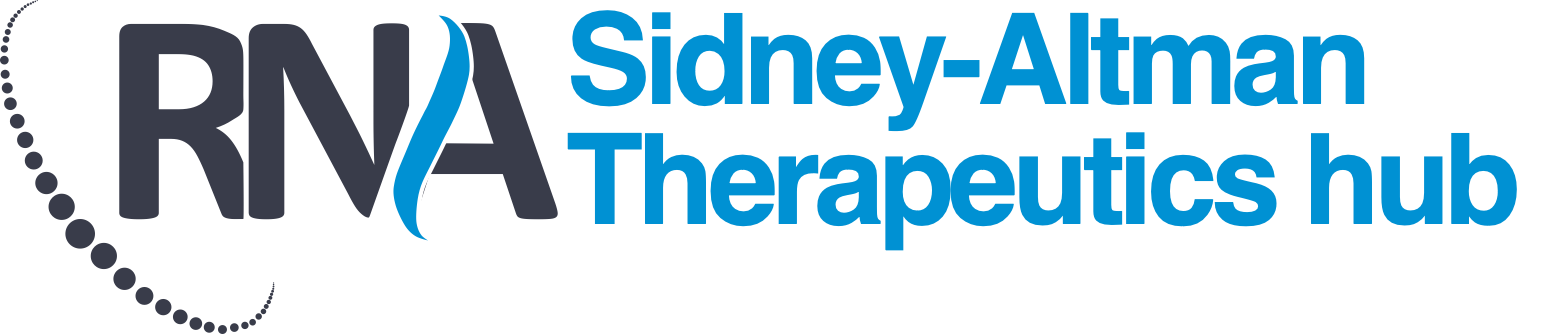 RNA
Sidney-Altman
Therapeutics hub